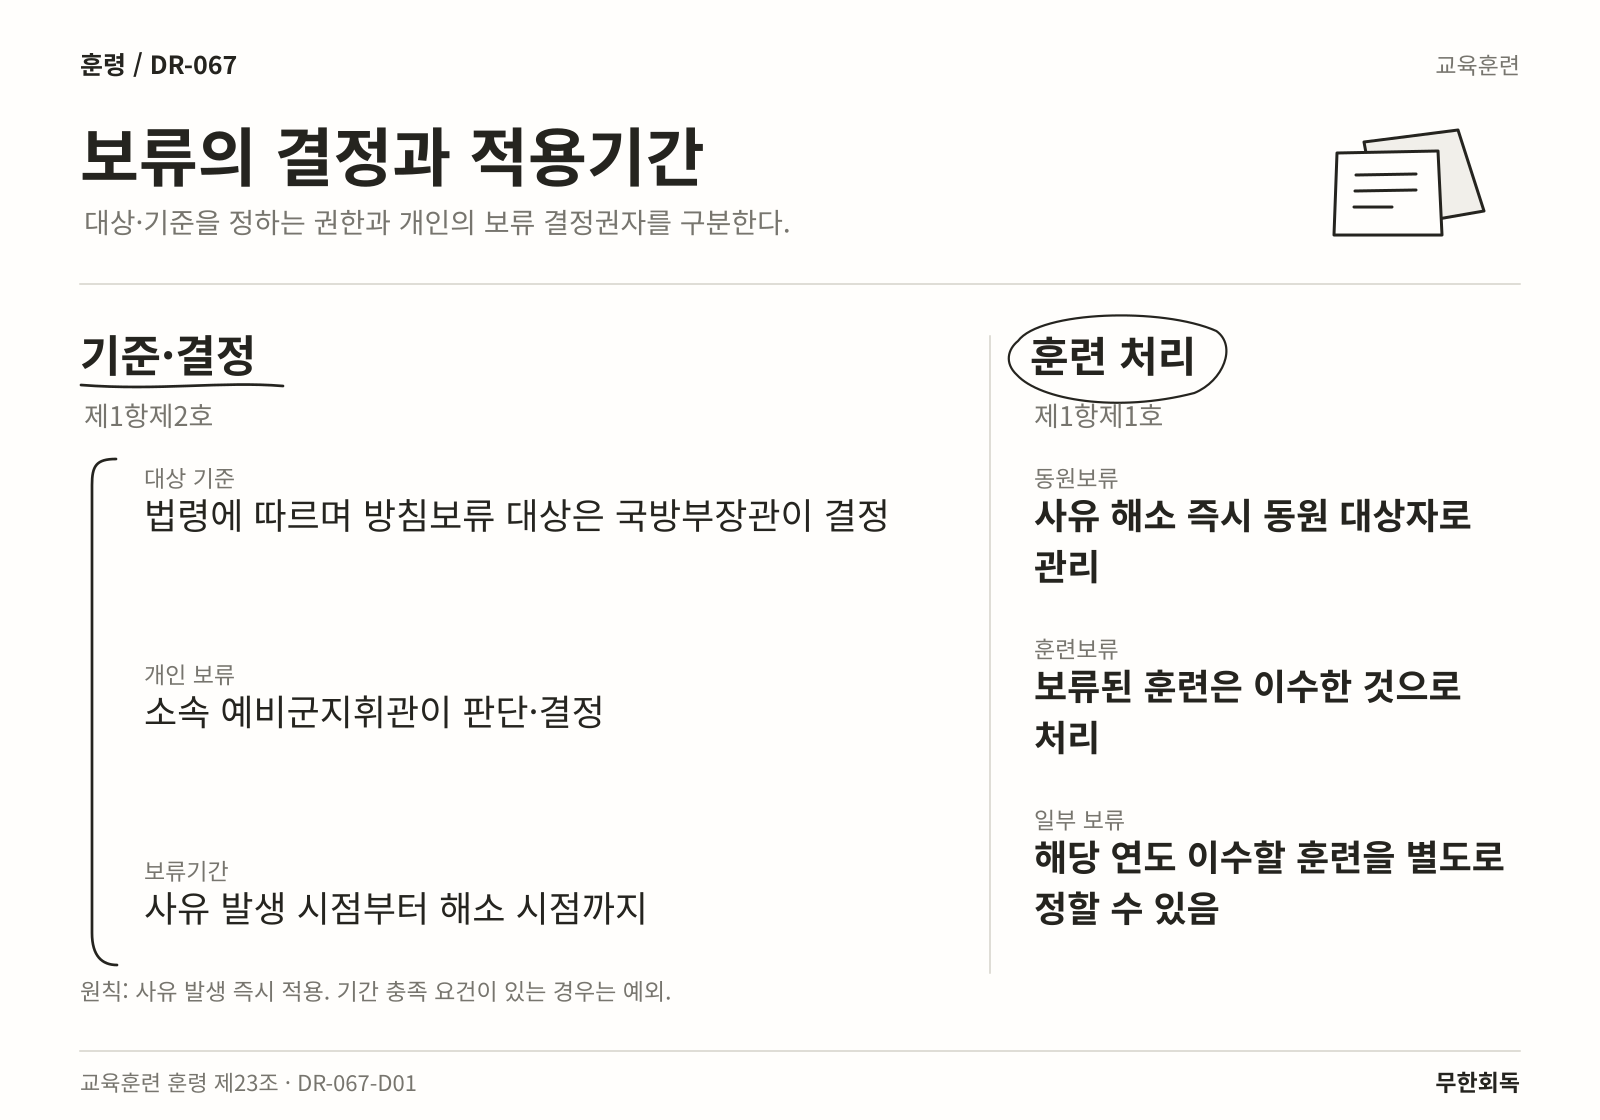 훈령 / DR-067
교육훈련
보류의 결정과 적용기간
대상·기준을 정하는 권한과 개인의 보류 결정권자를 구분한다.
기준·결정
제1항제2호
대상 기준
법령에 따르며 방침보류 대상은 국방부장관이 결정
개인 보류
소속 예비군지휘관이 판단·결정
보류기간
사유 발생 시점부터 해소 시점까지
원칙: 사유 발생 즉시 적용. 기간 충족 요건이 있는 경우는 예외.
훈련 처리
제1항제1호
동원보류
사유 해소 즉시 동원 대상자로
관리
훈련보류
보류된 훈련은 이수한 것으로
처리
일부 보류
해당 연도 이수할 훈련을 별도로
정할 수 있음
교육훈련 훈령 제23조 · DR-067-D01
무한회독